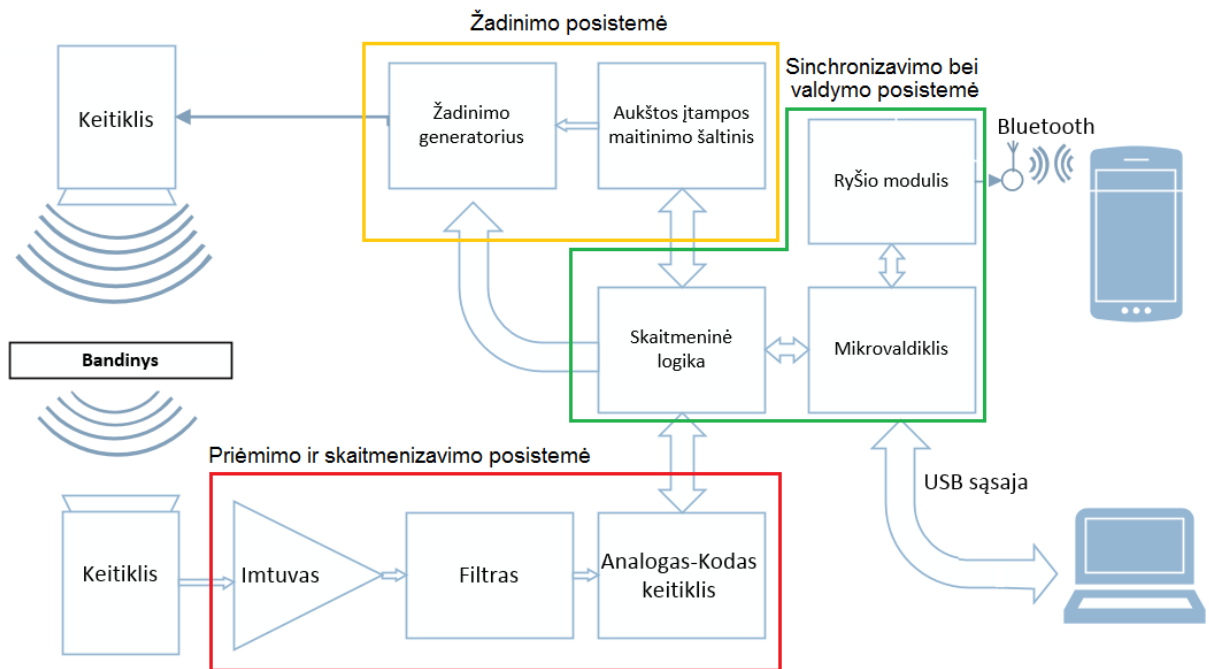 Žadinimo posistemė
Keitiklis
Žadinimo
generatorius
Aukštos įtampos
maitinimo šaltinis
Sinchronizavimo bei
valdymo posistemė
RyŠio modulis
Bluetooth
Bandinys
Skaitmeninė
logika
Mikrovaldiklis
Priėmimo ir skaitmenizavimo posistemė
USB sąsaja
Keitiklis
Imtuvas
Filtras
Analogas-Kodas
keitiklis